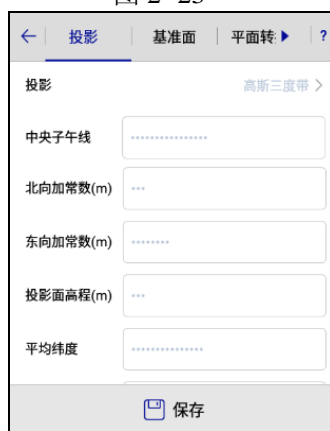 图 2-23
← 投影 基准面 平面转 ?
投影 高斯三度带 >
中央子午线 ···············
北向加常数(m) ···
东向加常数(m) ········
投影面高程(m) ···
平均纬度 ···············
保存